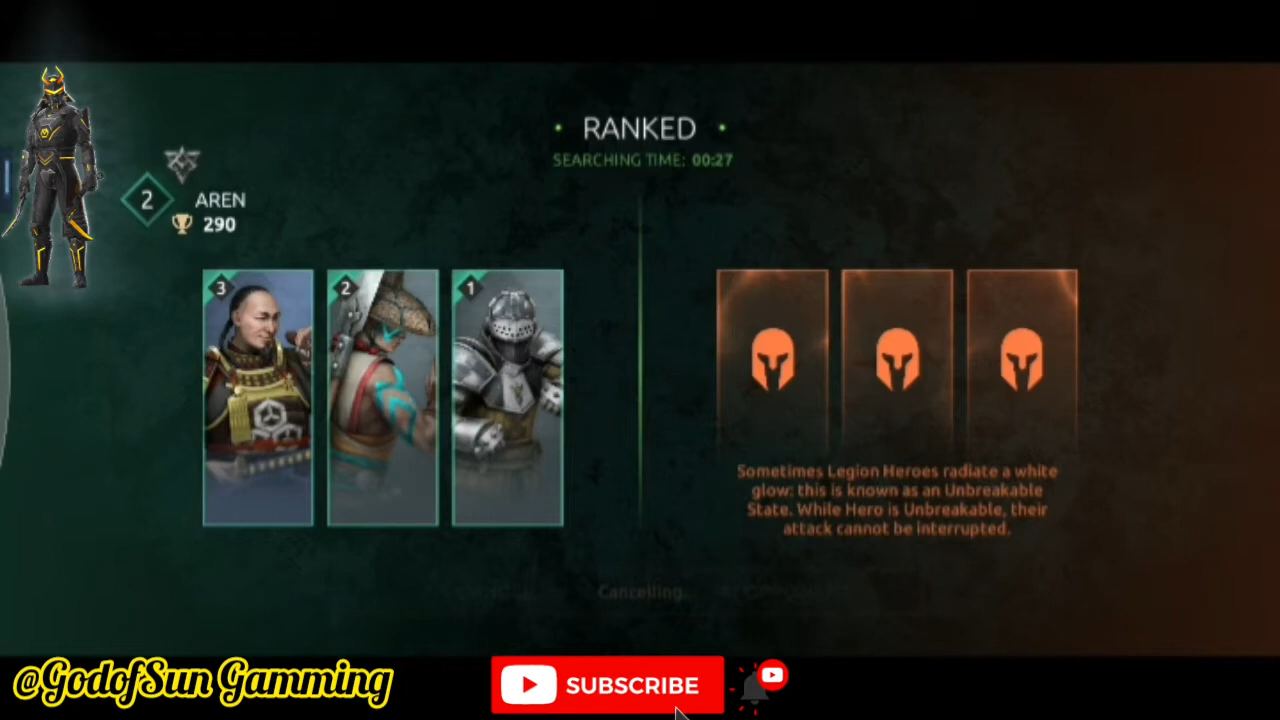 RANKED
SEARCHING TIME: 00:27
2
AREN
290
3
2
1
Sometimes Legion Heroes radiate a white
glow: this is known as an Unbreakable
State. While Hero is Unbreakable, their
attack cannot be interrupted.
Cancelling.
@GodofSun Gamming
SUBSCRIBE